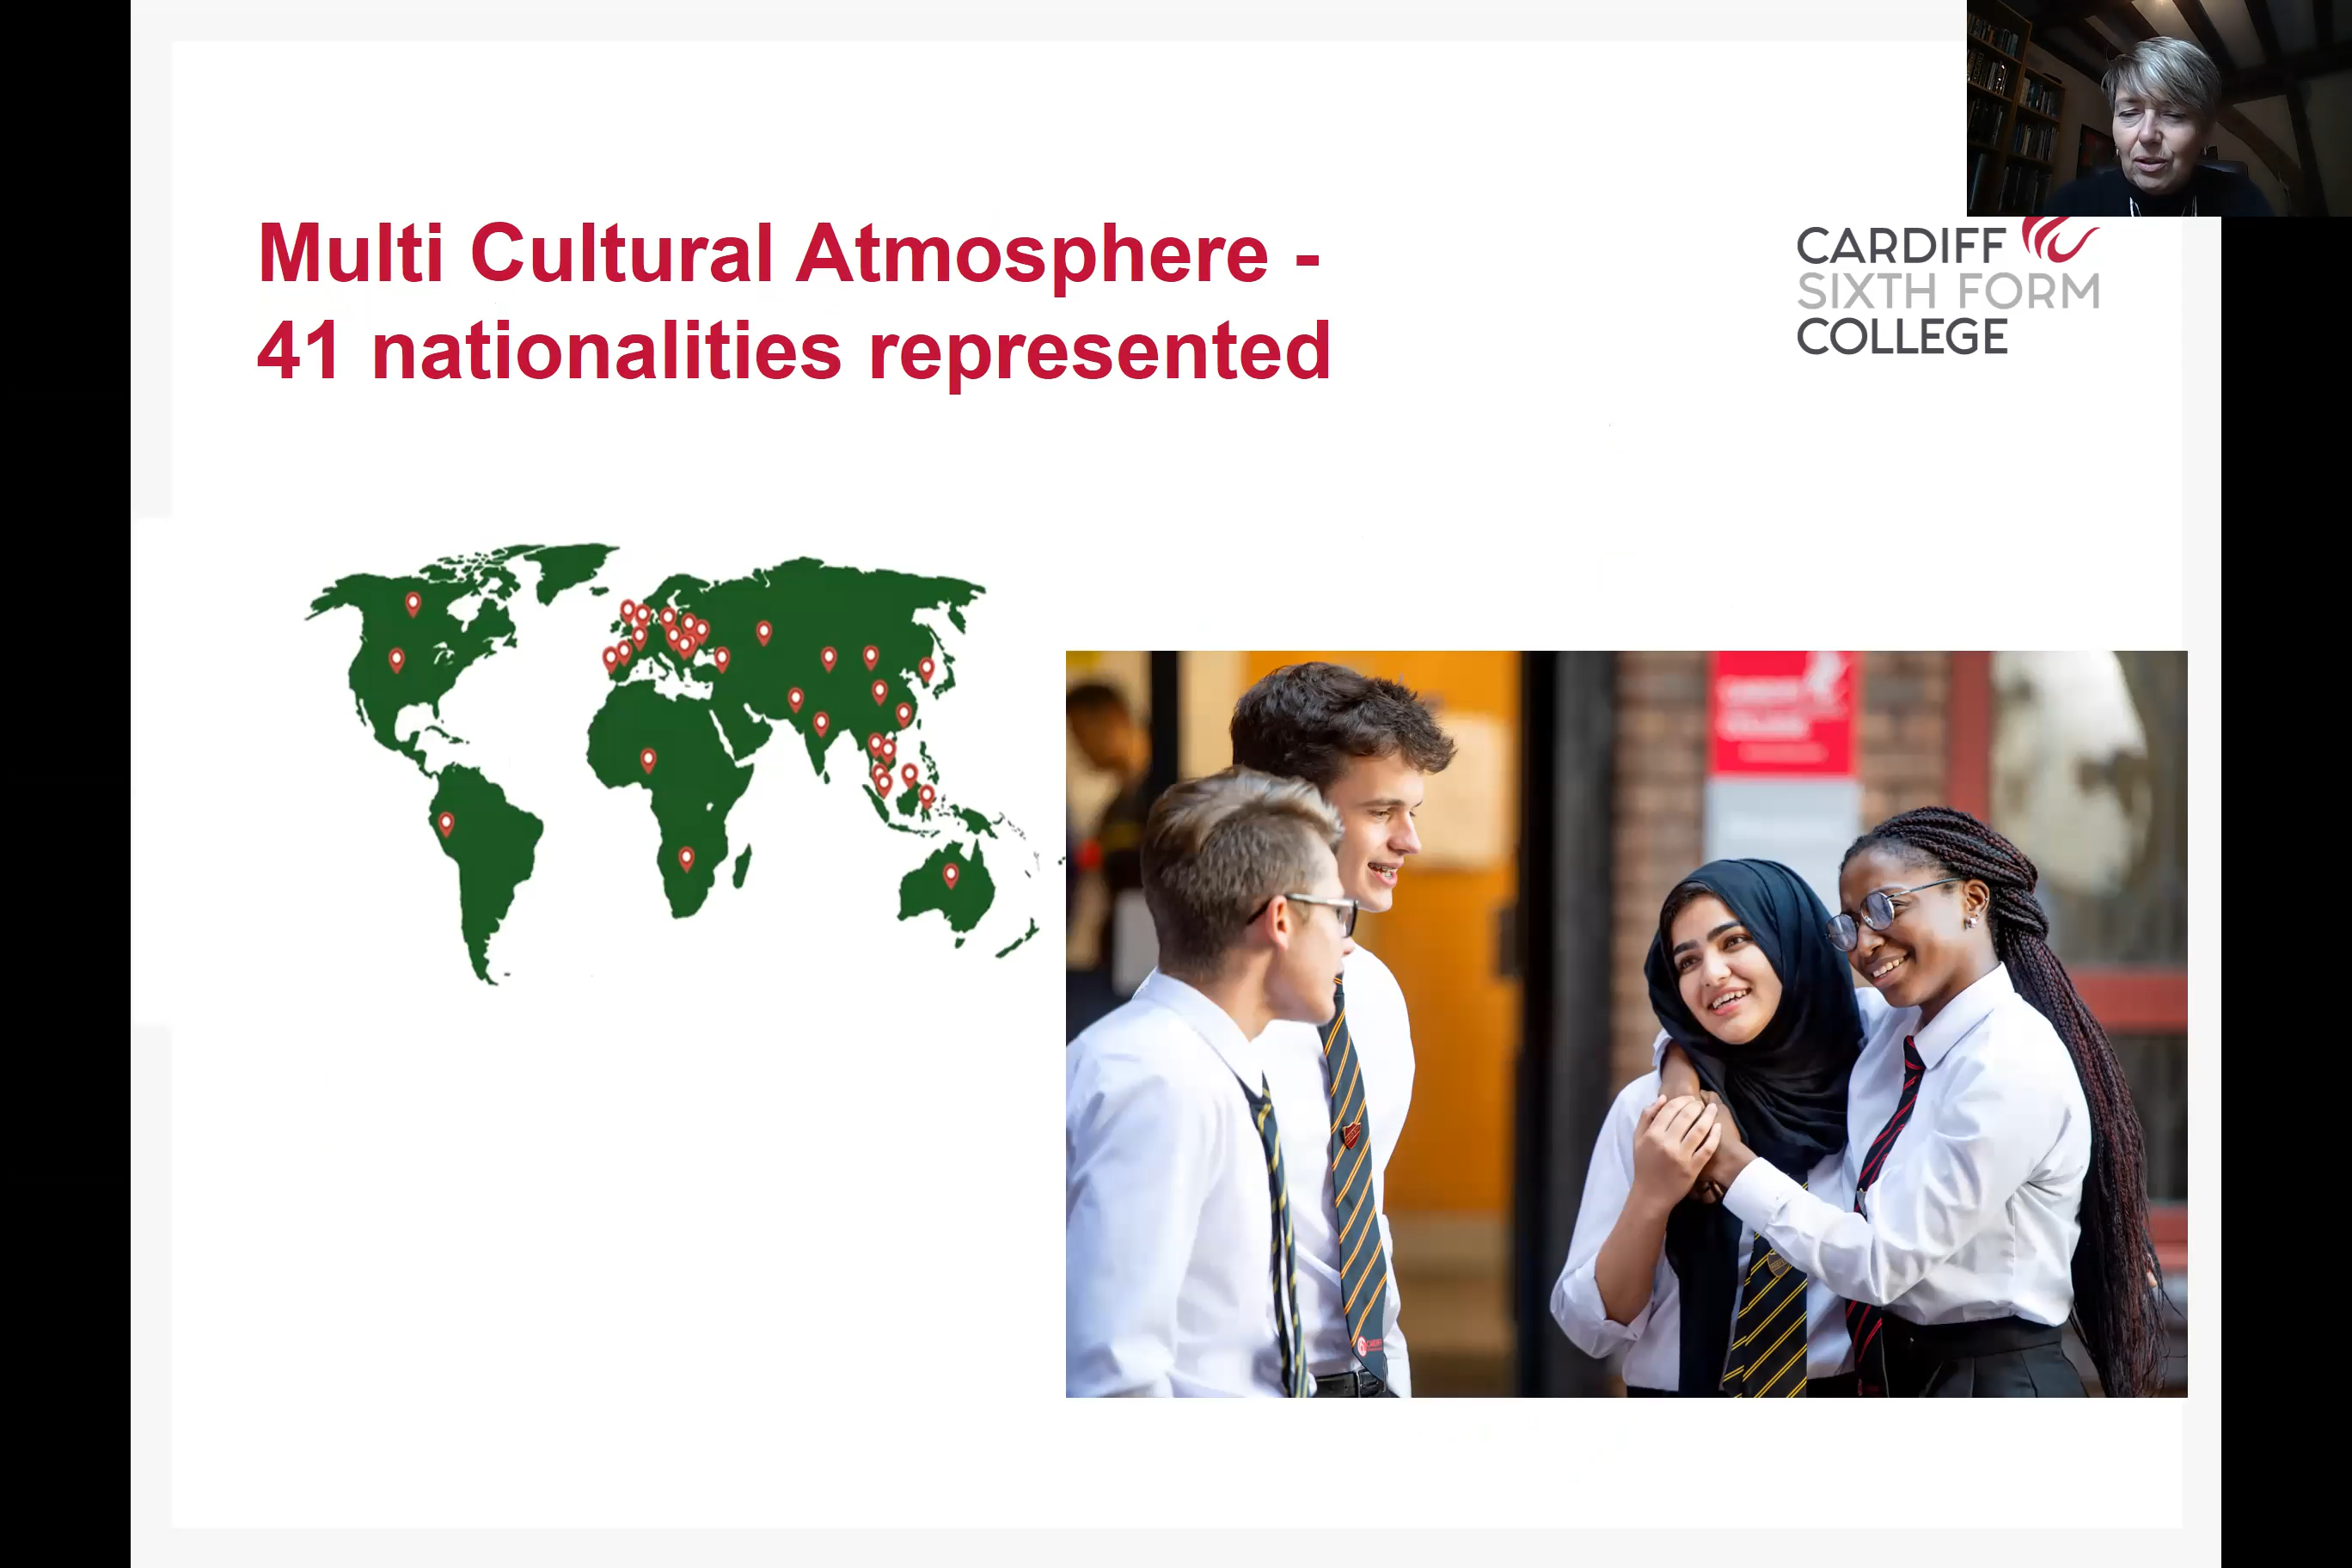 Multi Cultural Atmosphere -
41 nationalities represented
CARDIFF
SIXTH FORM
COLLEGE